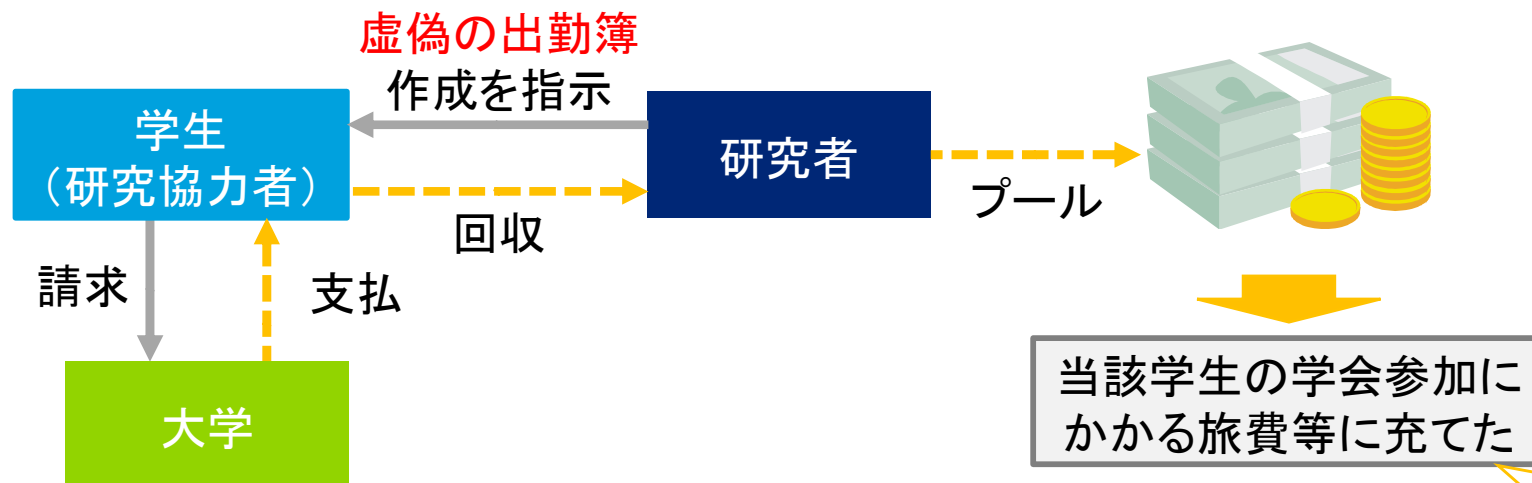 虚偽の出勤簿
作成を指示
学生
（研究協力者）
研究者
プール
回収
請求
支払
大学
当該学生の学会参加に
かかる旅費等に充てた